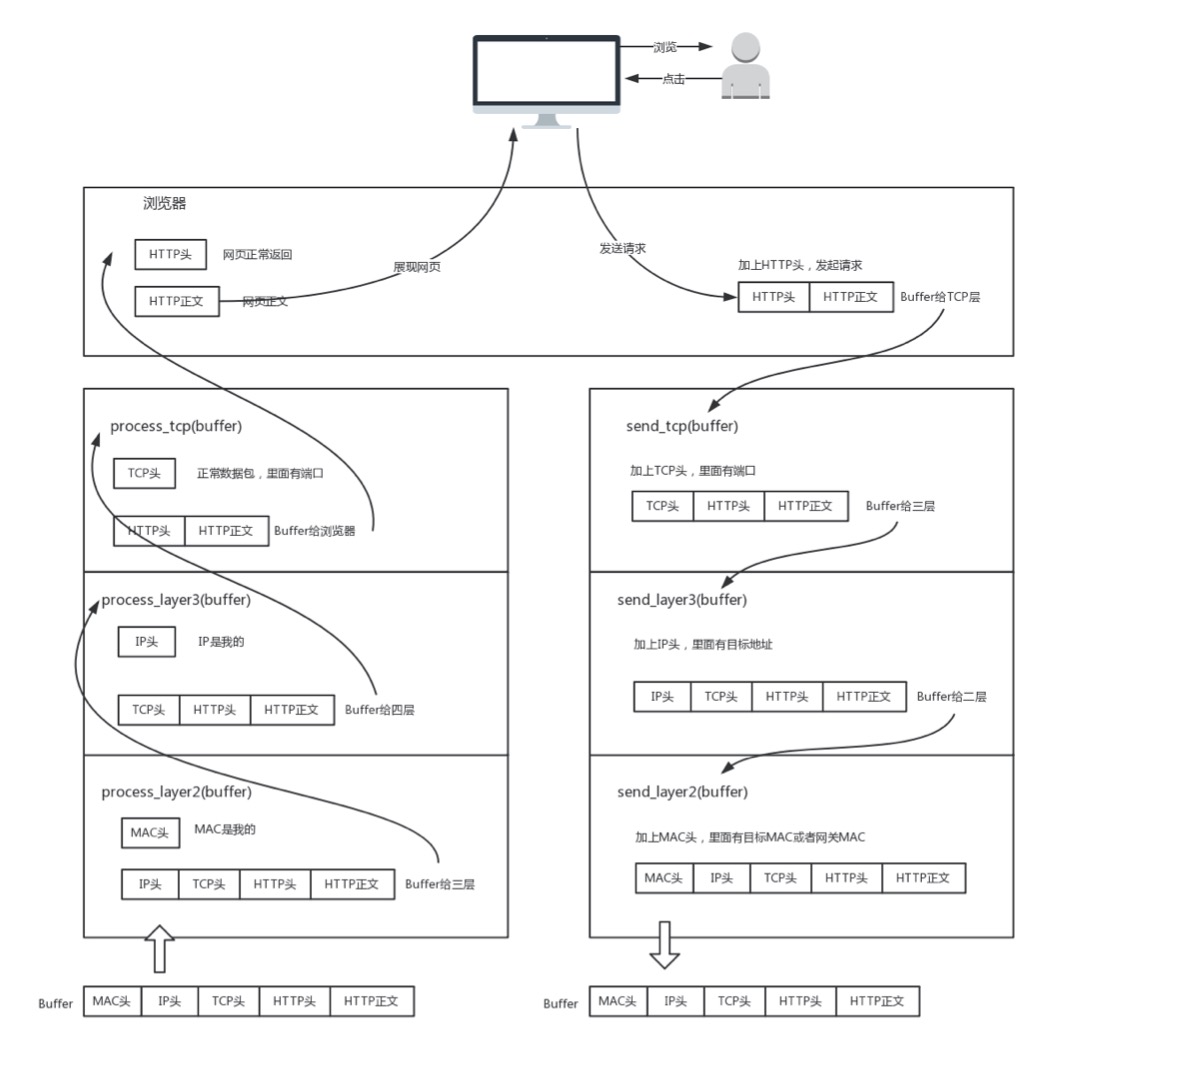 浏览
点击
浏览器
HTTP头
网页正常返回
HTTP正文
网页正文
展现网页
发送请求
加上HTTP头，发起请求
HTTP头 HTTP正文 Buffer给TCP层
process_tcp(buffer)
TCP头
正常数据包，里面有端口
HTTP头 HTTP正文 Buffer给浏览器
process_layer3(buffer)
IP头
IP是我的
TCP头 HTTP头 HTTP正文 Buffer给四层
process_layer2(buffer)
MAC头
MAC是我的
IP头 TCP头 HTTP头 HTTP正文 Buffer给三层
Buffer MAC头 IP头 TCP头 HTTP头 HTTP正文
send_tcp(buffer)
加上TCP头，里面有端口
TCP头 HTTP头 HTTP正文 Buffer给三层
send_layer3(buffer)
加上IP头，里面有目标地址
IP头 TCP头 HTTP头 HTTP正文 Buffer给二层
send_layer2(buffer)
加上MAC头，里面有目标MAC或者网关MAC
MAC头 IP头 TCP头 HTTP头 HTTP正文
Buffer MAC头 IP头 TCP头 HTTP头 HTTP正文